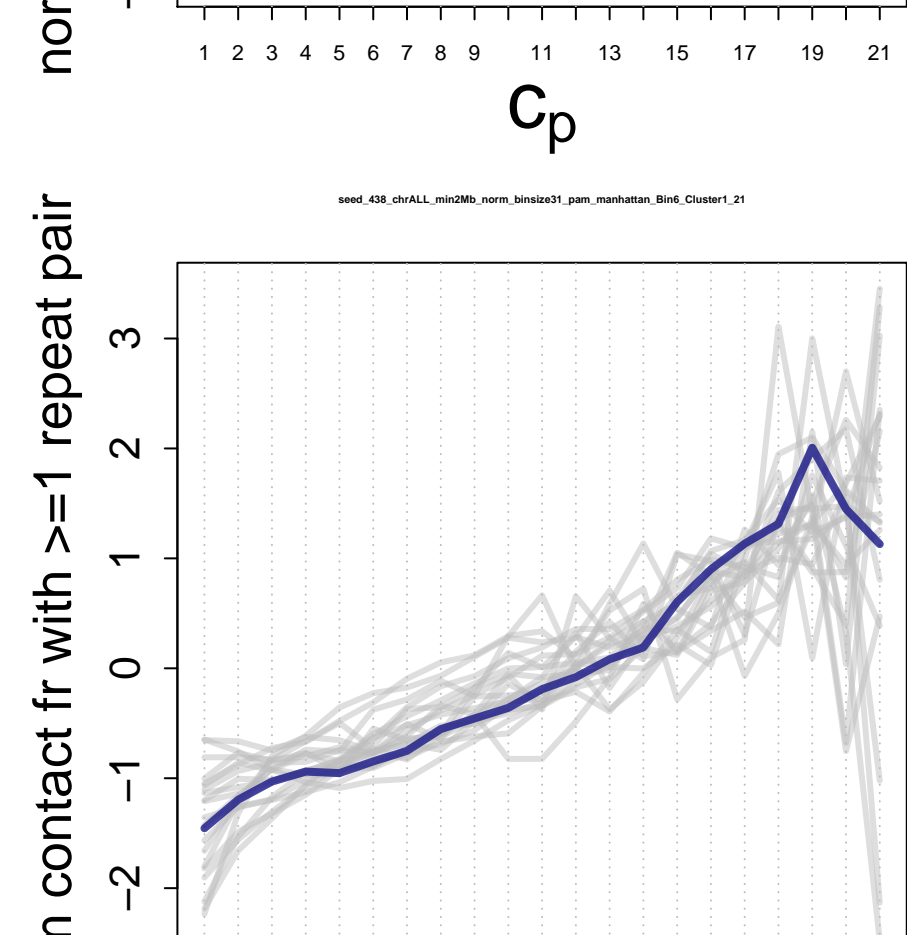 nor
1 2 3 4 5 6 7 8 9 11 13 15 17 19 21
cp
seed_438_chrALL_min2Mb_norm_binsize31_pam_manhattan_Bin6_Cluster1_21
contact fr with >=1 repeat pair
3
2
1
0
−1
−2